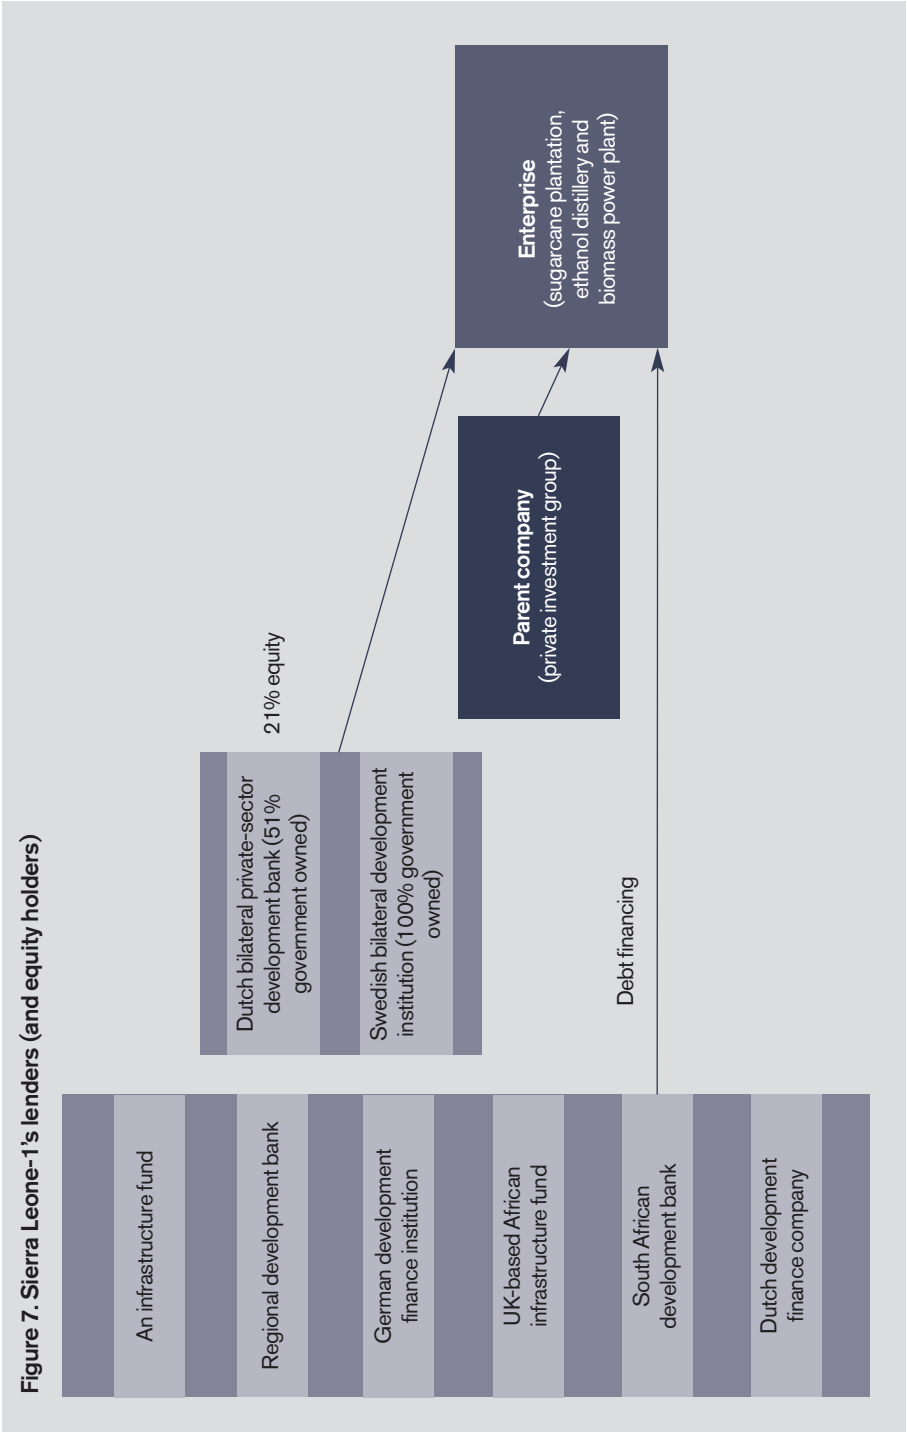 Figure 7. Sierra Leone-1’s lenders (and equity holders)
An infrastructure fund
Regional development bank
German development
finance institution
UK-based African
infrastructure fund
South African
development bank
Dutch development
finance company
Dutch bilateral private-sector
development bank (51%
government owned)
Swedish bilateral development
institution (100% government
owned)
21% equity
Debt financing
Parent company
(private investment group)
Enterprise
(sugarcane plantation,
ethanol distillery and
biomass power plant)